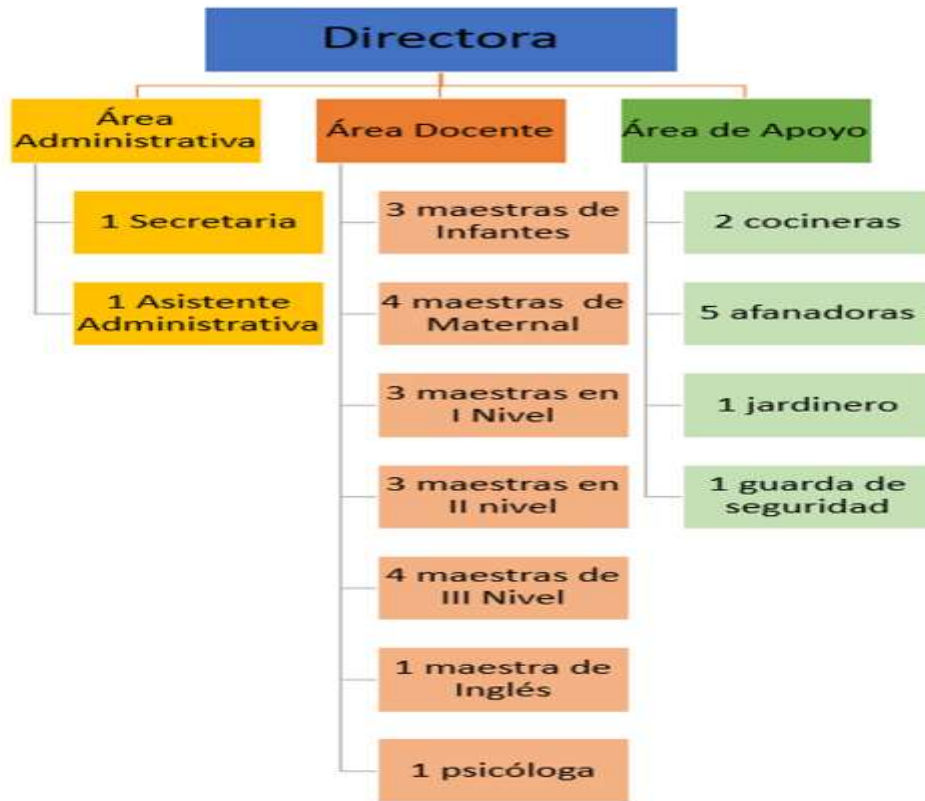 Directora
Área
Administrativa
1 Secretaria
1 Asistente
Administrativa
Área Docente
3 maestras de
Infantes
4 maestras de
Maternal
3 maestras en
I Nivel
3 maestras en
II nivel
4 maestras de
III Nivel
1 maestra de
Inglés
1 psicóloga
Área de Apoyo
2 cocineras
5 afanadoras
1 jardinero
1 guarda de
seguridad